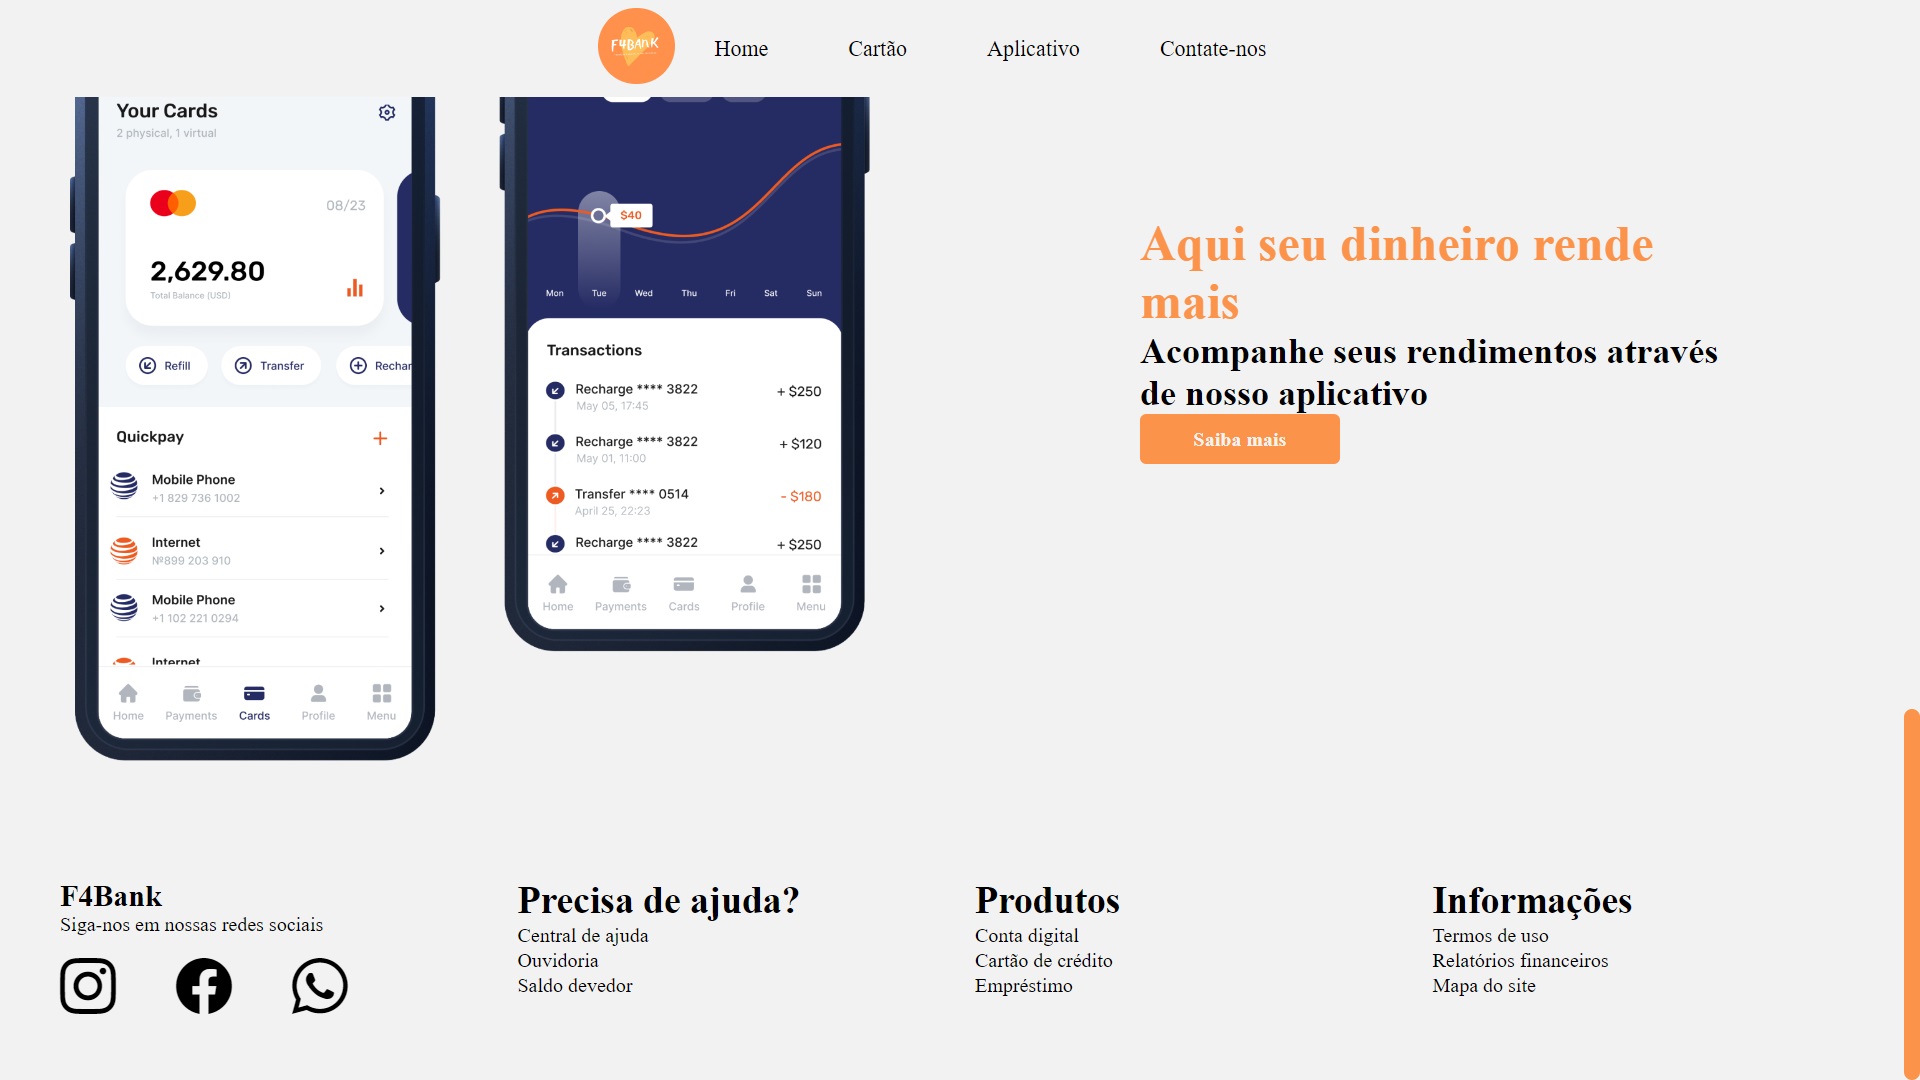 F4BANK
Home
Cartão
Aplicativo
Contate-nos
Your Cards
2 physical, 1 virtual
08/23
2,629.80
Total Balance (USD)
Refill
Transfer
Rechar
Quickpay
Mobile Phone
+1 829 736 1002
Internet
№899 203 910
Mobile Phone
+1 102 221 0294
Internet
Home
Payments
Cards
Profile
Menu
$40
Mon Tue Wed Thu Fri Sat Sun
Transactions
Recharge **** 3822 + $250
May 05, 17:45
Recharge **** 3822 + $120
May 01, 11:00
Transfer **** 0514 - $180
April 25, 22:23
Recharge **** 3822 + $250
Home
Payments
Cards
Profile
Menu
Aqui seu dinheiro rende
mais
Acompanhe seus rendimentos através
de nosso aplicativo
Saiba mais
F4Bank
Siga-nos em nossas redes sociais
Precisa de ajuda?
Central de ajuda
Ouvidoria
Saldo devedor
Produtos
Conta digital
Cartão de crédito
Empréstimo
Informações
Termos de uso
Relatórios financeiros
Mapa do site